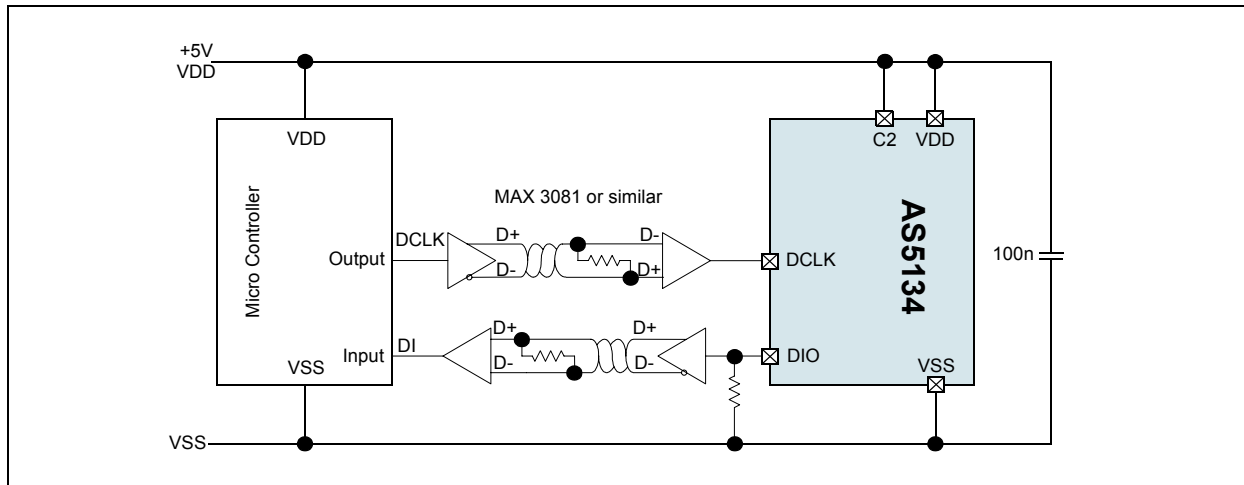 +5V
VDD
VDD
C2
VDD
Micro Controller
MAX 3081 or similar
AS5134
100n
Output
DCLK
D+
D-
D-
D+
DCLK
Input
DI
D+
D-
D+
D-
DIO
VSS
VSS
VSS